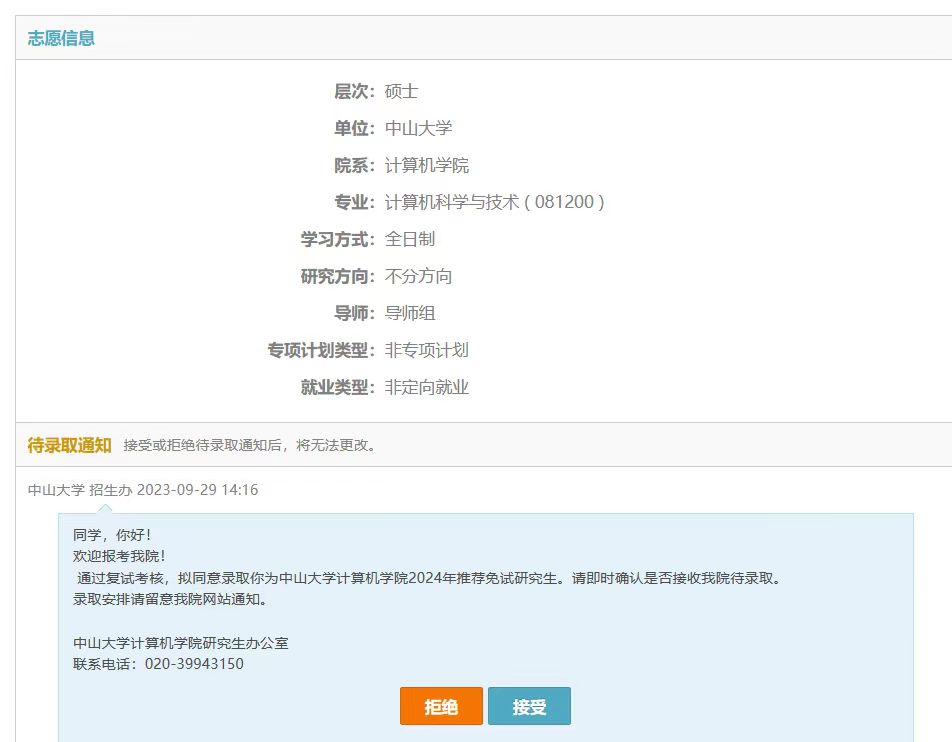 志愿信息
层次： 硕士
单位： 中山大学
院系： 计算机学院
专业： 计算机科学与技术 ( 081200 )
学习方式： 全日制
研究方向： 不分方向
导师： 导师组
专项计划类型： 非专项计划
就业类型： 非定向就业
待录取通知 接受或拒绝待录取通知后，将无法更改。
中山大学 招生办 2023-09-29 14:16
同学，你好！
欢迎报考我院！
通过复试考核，拟同意录取你为中山大学计算机学院2024年推荐免试研究生。请即时确认是否接收我院待录取。
录取安排请留意我院网站通知。
中山大学计算机学院研究生办公室
联系电话：020-39943150
拒绝 接受